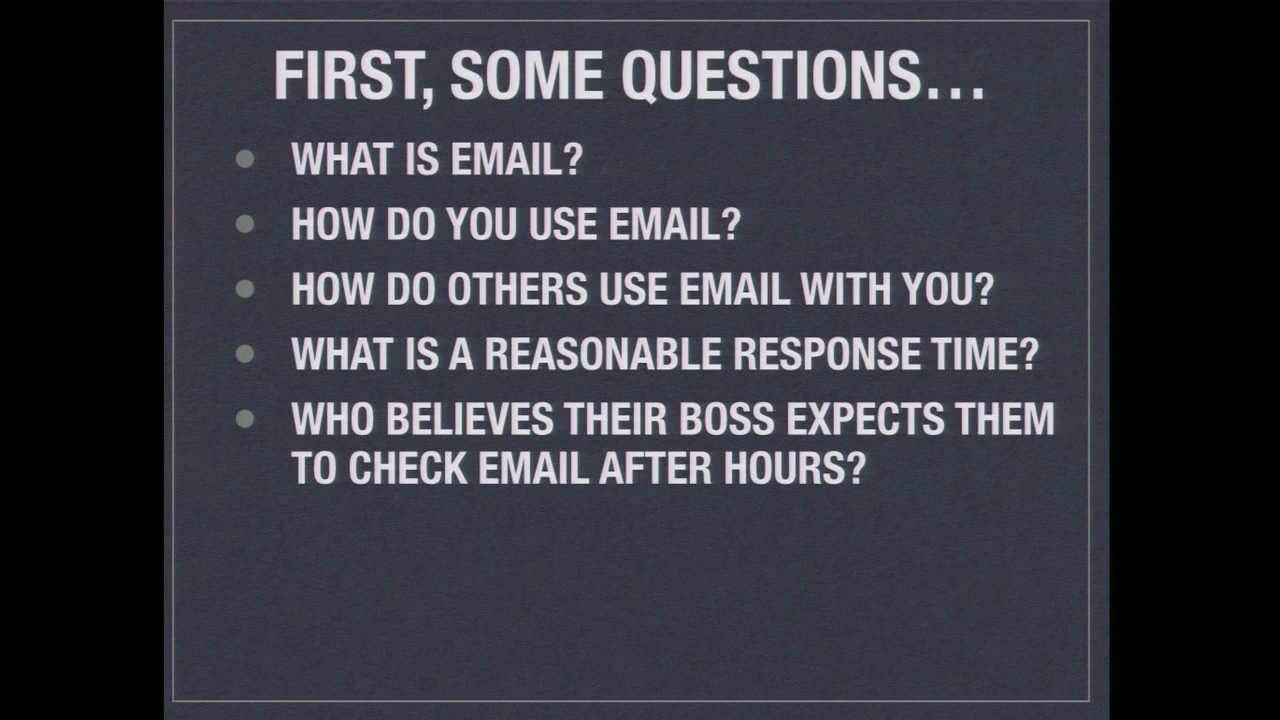 FIRST, SOME QUESTIONS...
WHAT IS EMAIL?
HOW DO YOU USE EMAIL?
HOW DO OTHERS USE EMAIL WITH YOU?
WHAT IS A REASONABLE RESPONSE TIME?
WHO BELIEVES THEIR BOSS EXPECTS THEM
TO CHECK EMAIL AFTER HOURS?